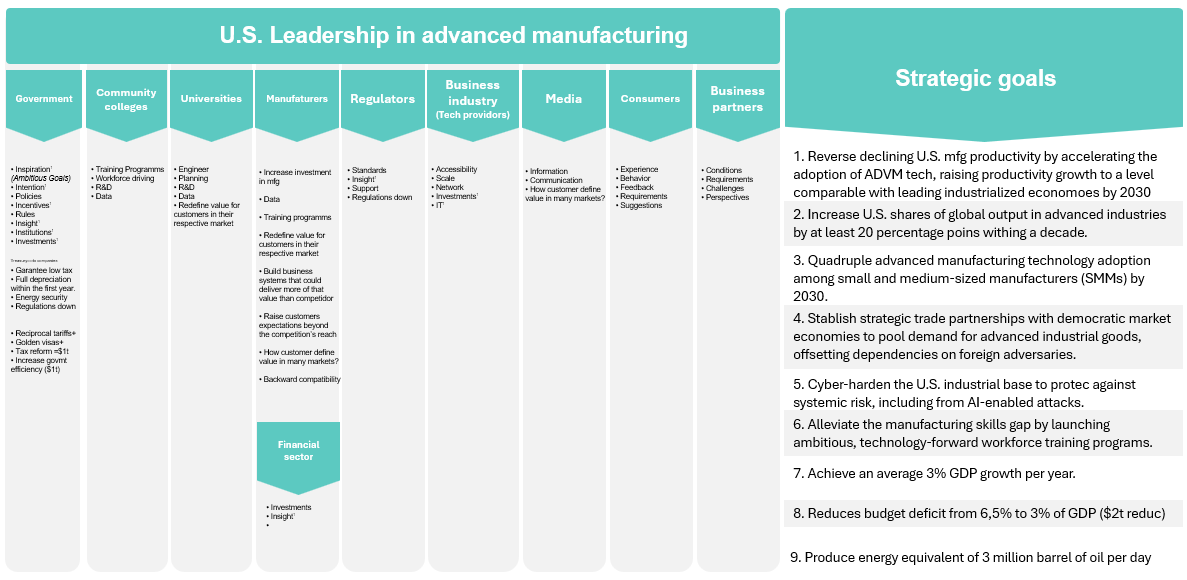 U.S. Leadership in advanced manufacturing
Strategic goals
Government
Community
colleges
Universities
Manufaturers
Regulators
Business
industry
(Tech providors)
Media
Consumers
Business
partners
• Inspiration¹
(Ambitious Goals)
• Intention¹
• Policies
• Incentives¹
• Rules
• Insight¹
• Institutions¹
• Investments¹
• Garantee low tax
• Full depreciation
within the first year.
• Energy security
• Regulations down
• Reciprocal tariffs+
• Golden visas+
• Tax reform ≈$1t
• Increase govmt
efficiency ($1t)
• Training Programms
• Workforce driving
• R&D
• Data
• Engineer
• Planning
• R&D
• Data
• Redefine value for
customers in their
respective market
• Increase investment
in mfg
• Data
• Training programms
• Redefine value for
customers in their
respective market
• Build business
systems that could
deliver more of that
value than competidor
• Raise customers
expectations beyond
the competition's reach
• How customer define
value in many markets?
• Backward compatibility
Financial
sector
• Investments
• Insight¹
•
• Standards
• Insight¹
• Support
• Regulations down
• Accessibility
• Scale
• Network
• Investments¹
• IT¹
• Information
• Communication
• How customer define
value in many markets?
• Experience
• Behavior
• Feedback
• Requirements
• Suggestions
• Conditions
• Requirements
• Challenges
• Perspectives
1. Reverse declining U.S. mfg productivity by accelerating the
adoption of ADVM tech, raising productivity growth to a level
comparable with leading industrialized economoes by 2030
2. Increase U.S. shares of global output in advanced industries
by at least 20 percentage poins withing a decade.
3. Quadruple advanced manufacturing technology adoption
among small and medium-sized manufacturers (SMMs) by
2030.
4. Stablish strategic trade partnerships with democratic market
economies to pool demand for advanced industrial goods,
offsetting dependencies on foreign adversaries.
5. Cyber-harden the U.S. industrial base to protec against
systemic risk, including from AI-enabled attacks.
6. Alleviate the manufacturing skills gap by launching
ambitious, technology-forward workforce training programs.
7. Achieve an average 3% GDP growth per year.
8. Reduces budget deficit from 6,5% to 3% of GDP ($2t reduc)
9. Produce energy equivalent of 3 million barrel of oil per day